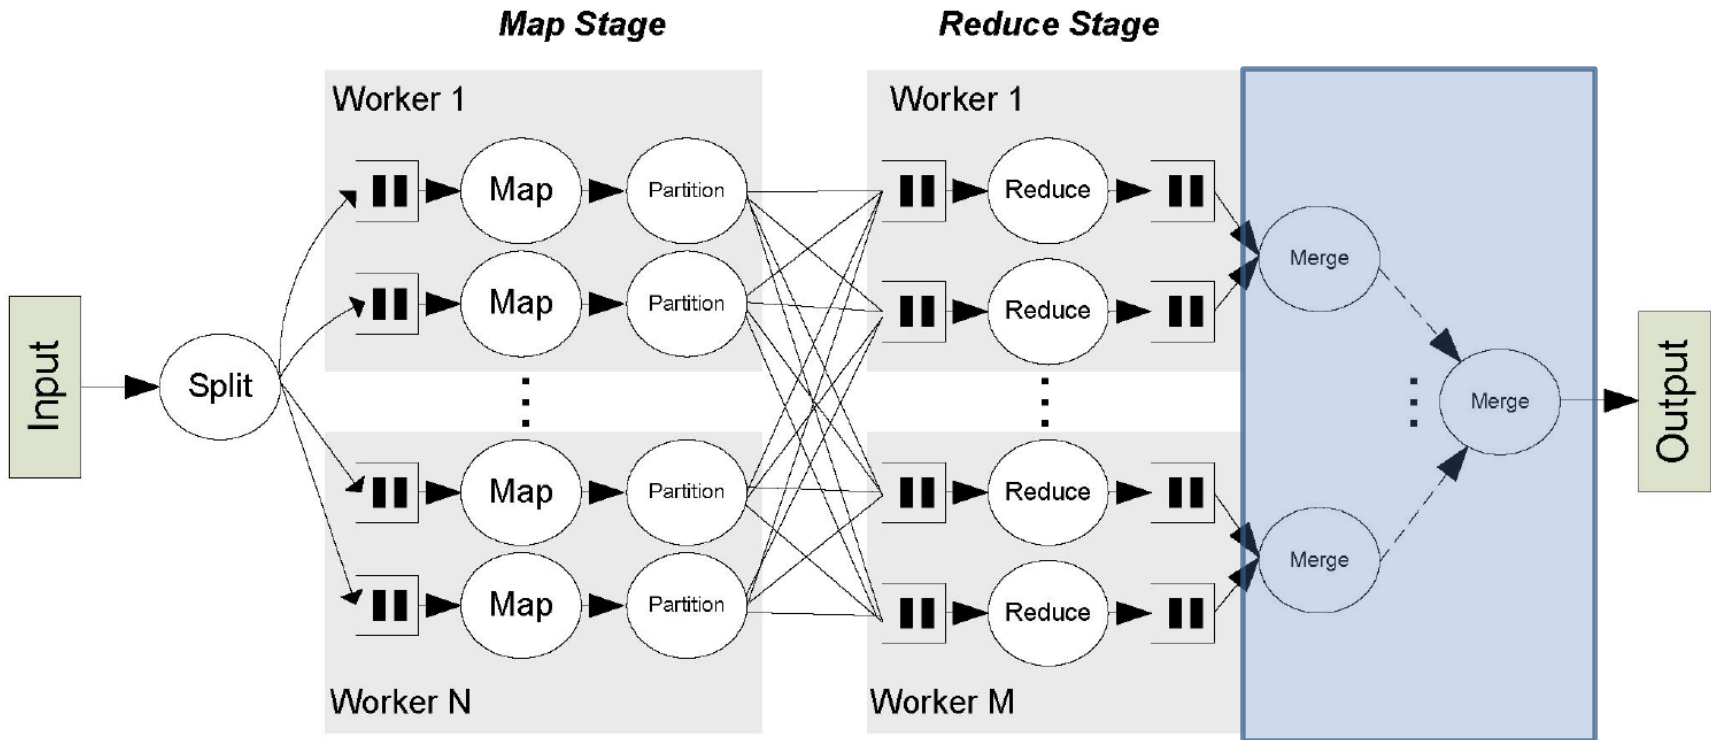 Map Stage
Reduce Stage
Worker 1
Worker 1
Map
Partition
Reduce
Map
Partition
Reduce
Merge
Input
Split
Merge
Output
Map
Partition
Reduce
Merge
Map
Partition
Reduce
Worker N
Worker M